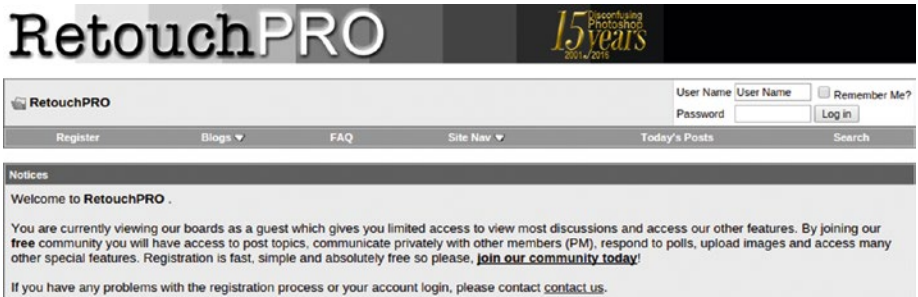 RetouchPRO
15 years Disconfusing Photoshop
2001 - 2016
RetouchPRO
User Name User Name Remember Me?
Password Log in
Register Blogs FAQ Site Nav Today's Posts Search
Notices
Welcome to RetouchPRO .
You are currently viewing our boards as a guest which gives you limited access to view most discussions and access our other features. By joining our
free community you will have access to post topics, communicate privately with other members (PM), respond to polls, upload images and access many
other special features. Registration is fast, simple and absolutely free so please, join our community today!
If you have any problems with the registration process or your account login, please contact contact us.